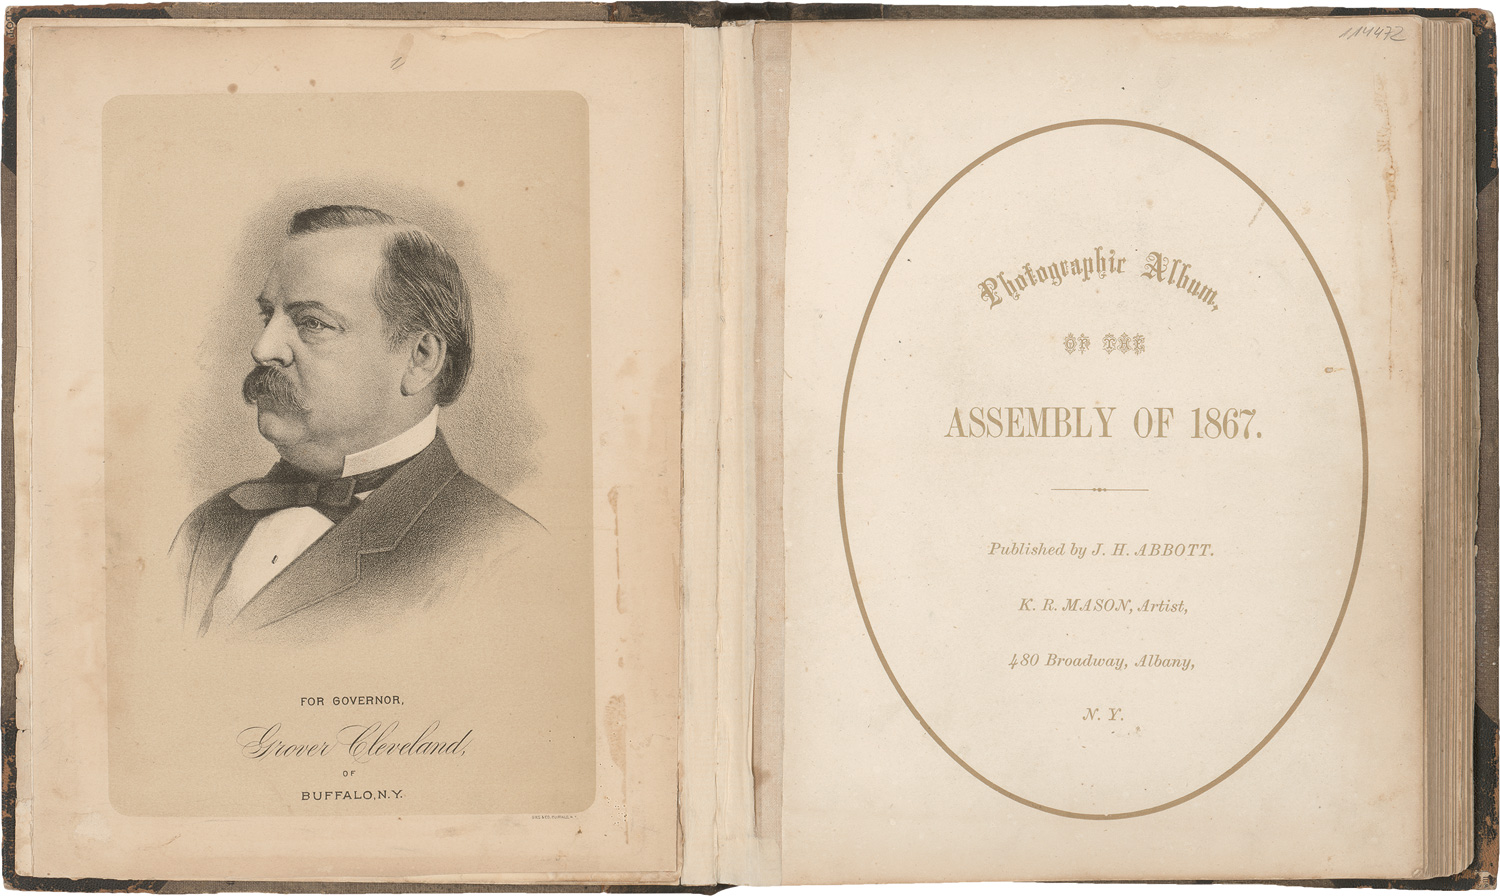 FOR GOVERNOR,
Grover Cleveland,
OF
BUFFALO, N.Y.
114472
Photographic Album,
OF THE
ASSEMBLY OF 1867.
Published by J. H. ABBOTT.
K. R. MASON, Artist,
480 Broadway, Albany,
N. Y.